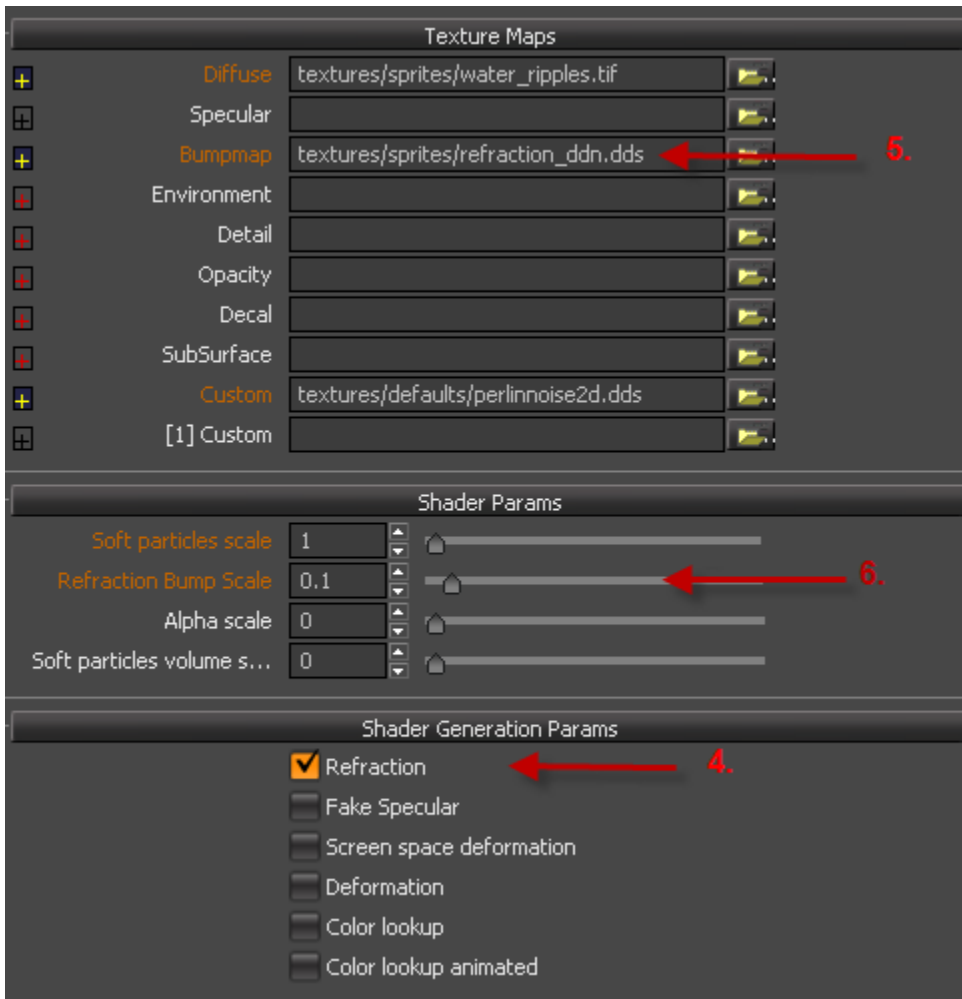 Texture Maps
Diffuse textures/sprites/water_ripples.tif
Specular
Bumpmap textures/sprites/refraction_ddn.dds 5.
Environment
Detail
Opacity
Decal
SubSurface
Custom textures/defaults/perlinnoise2d.dds
[1] Custom
Shader Params
Soft particles scale 1
Refraction Bump Scale 0.1 6.
Alpha scale 0
Soft particles volume s... 0
Shader Generation Params
Refraction 4.
Fake Specular
Screen space deformation
Deformation
Color lookup
Color lookup animated